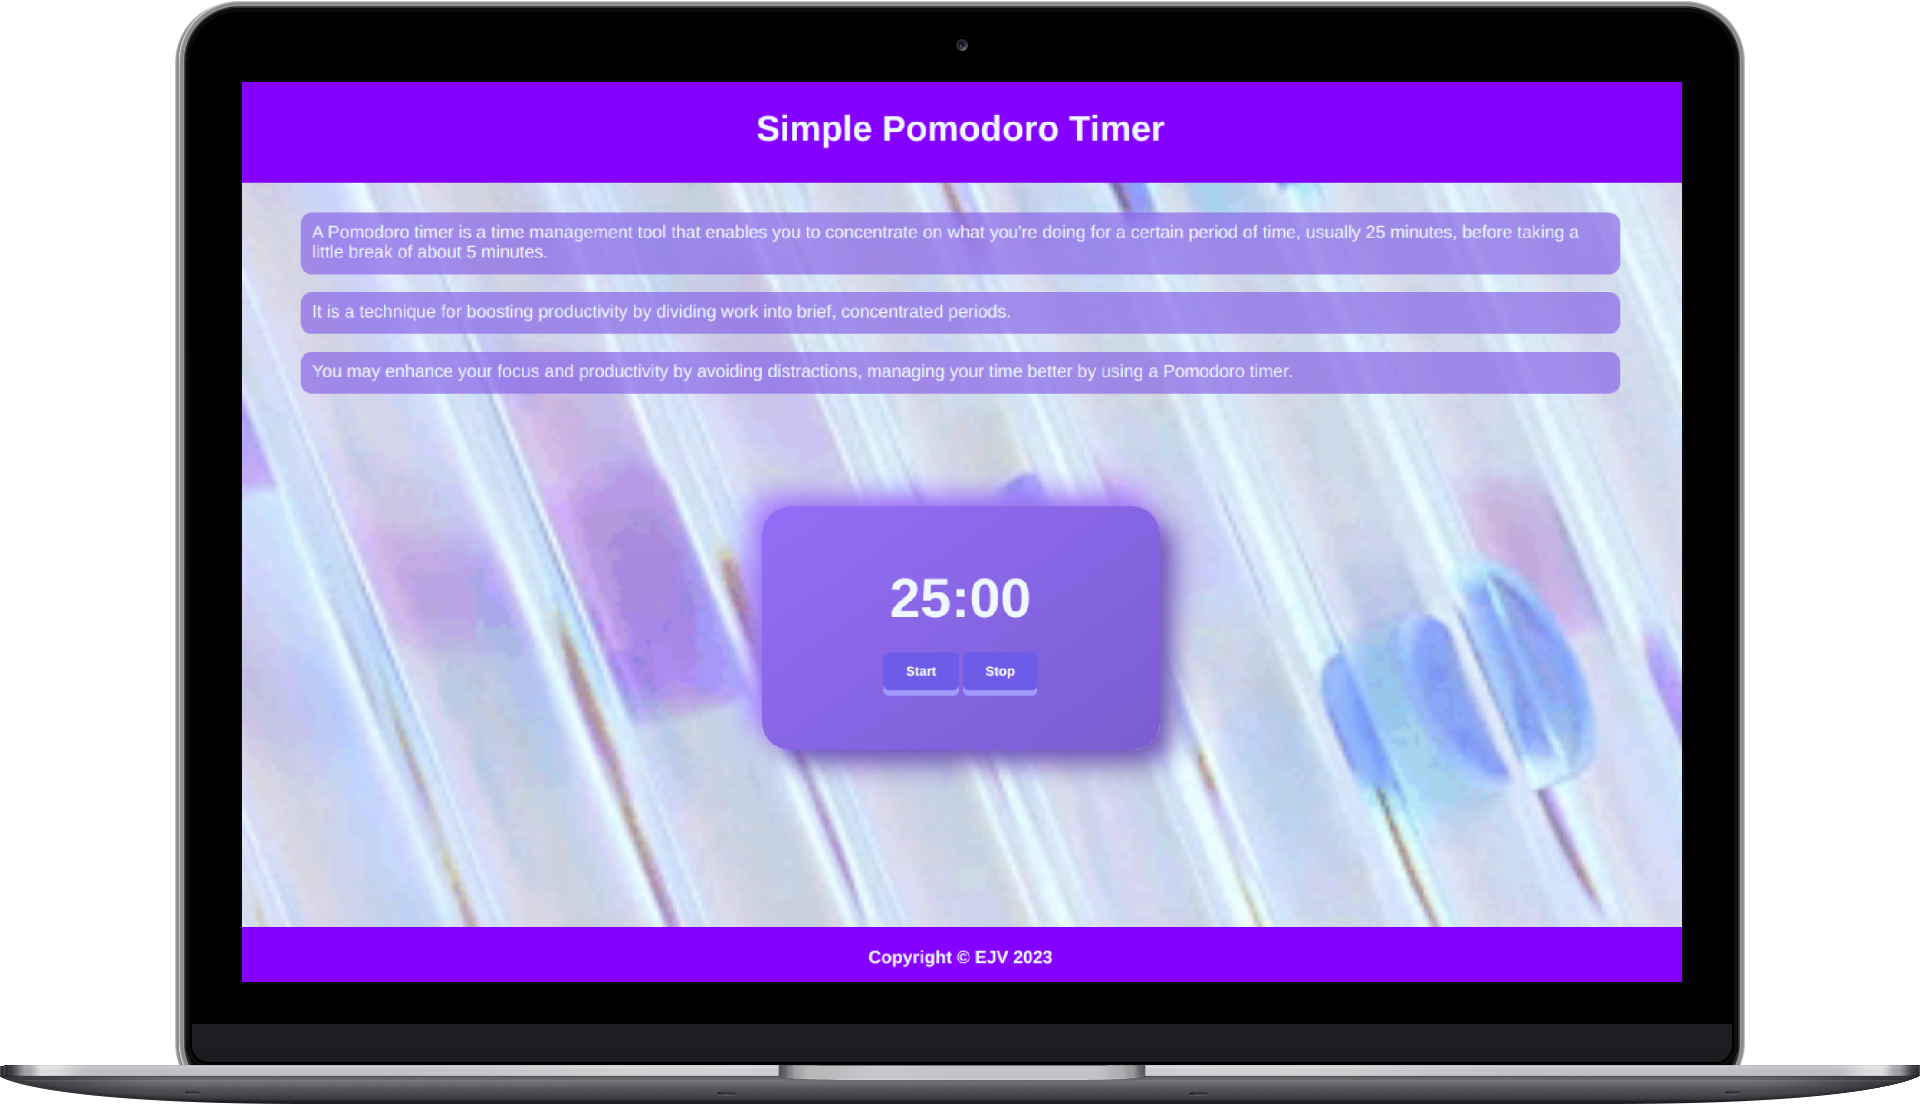 Simple Pomodoro Timer
A Pomodoro timer is a time management tool that enables you to concentrate on what you're doing for a certain period of time, usually 25 minutes, before taking a
little break of about 5 minutes.
It is a technique for boosting productivity by dividing work into brief, concentrated periods.
You may enhance your focus and productivity by avoiding distractions, managing your time better by using a Pomodoro timer.
25:00
Start Stop
Copyright © EJV 2023